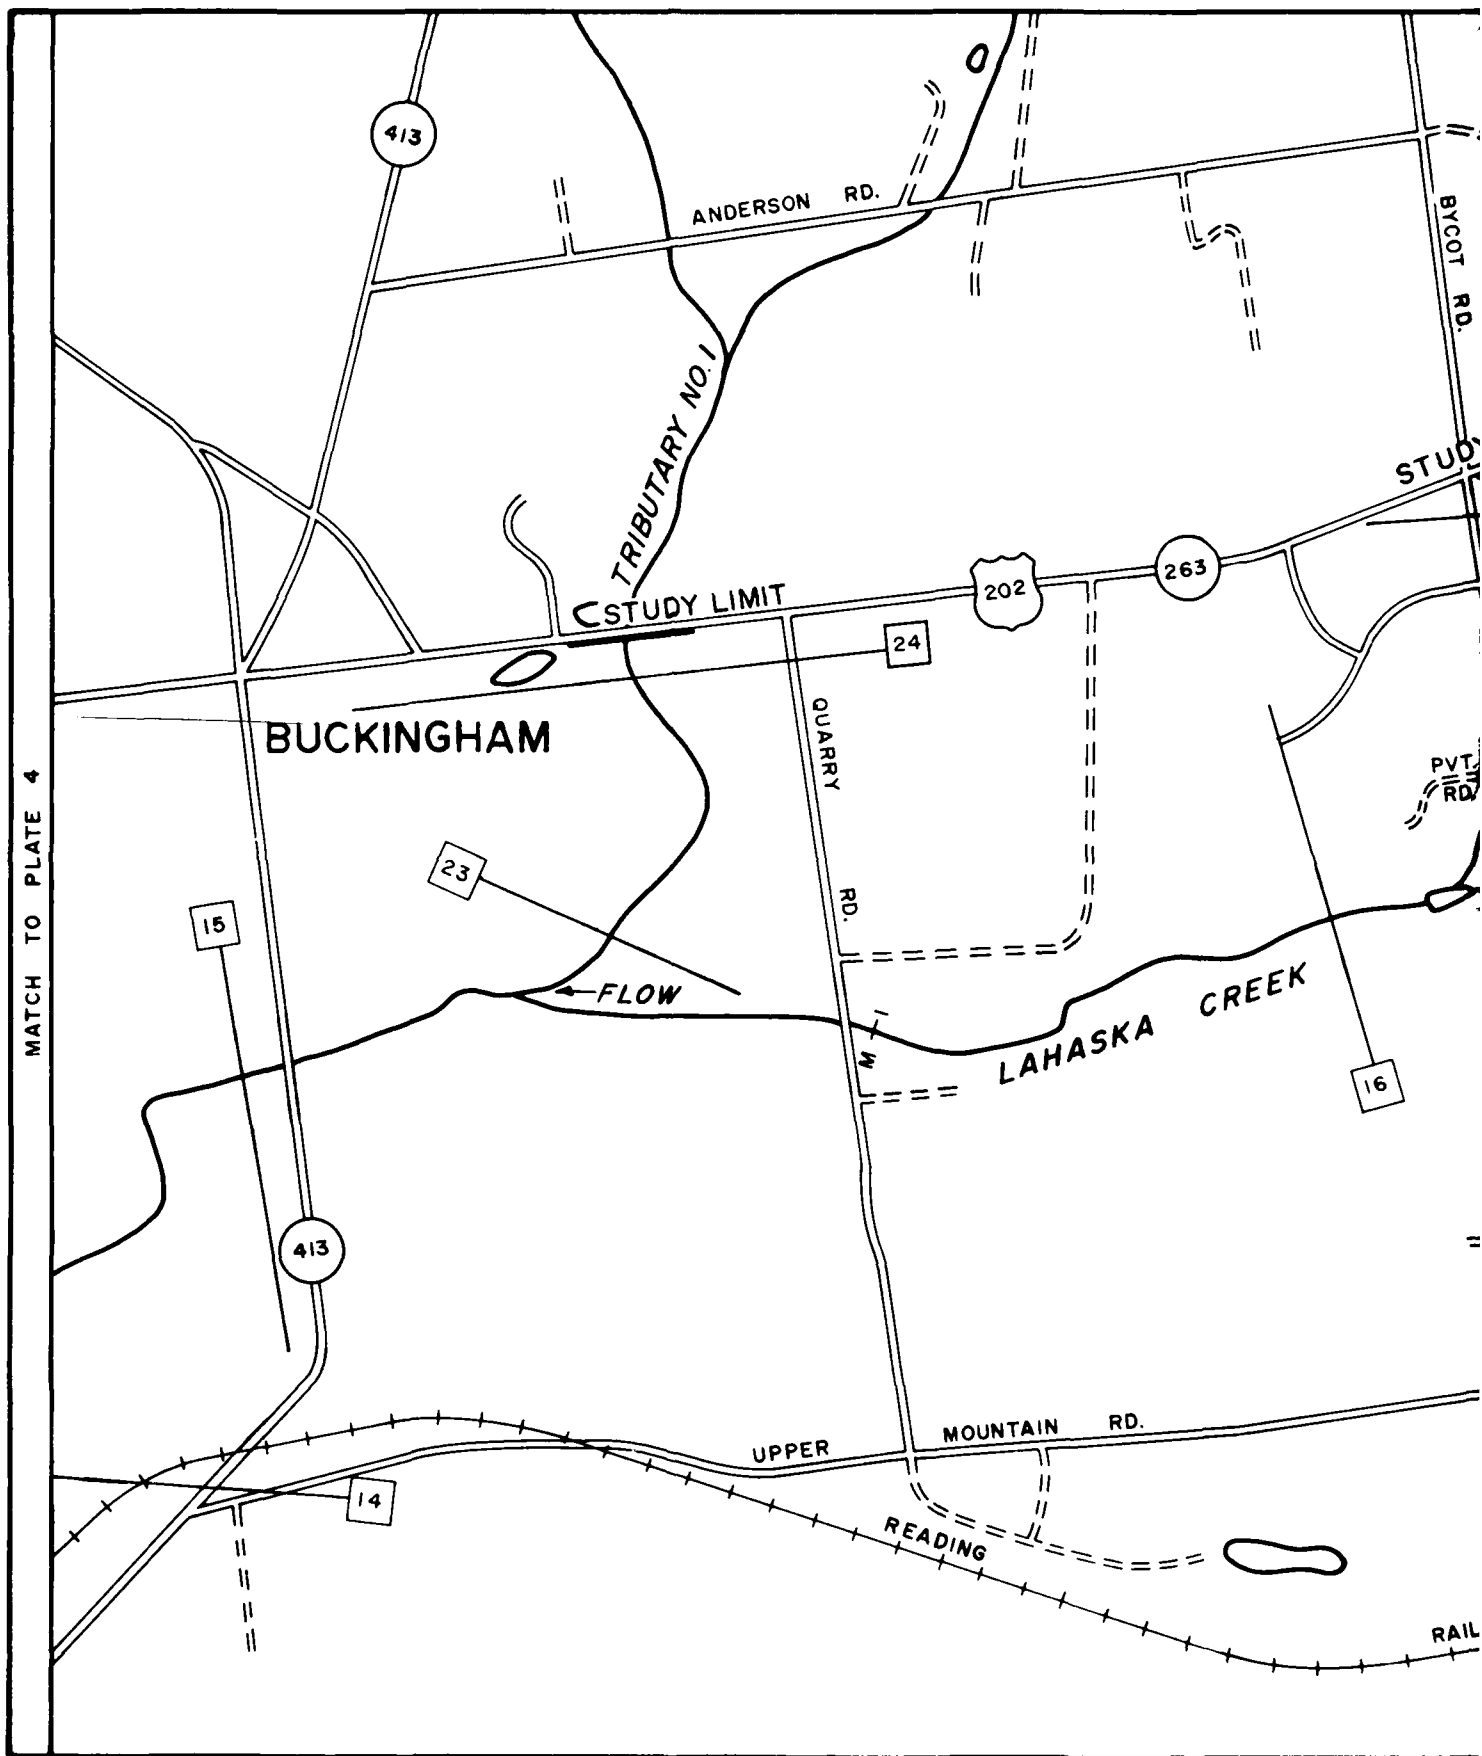 413
ANDERSON RD.
BYCOT RD.
TRIBUTARY NO. 1
STUDY
263
202
STUDY LIMIT
24
QUARRY RD.
BUCKINGHAM
PVT.
RD.
MATCH TO PLATE 4
23
15
FLOW
M 1
LAHASKA CREEK
16
413
UPPER MOUNTAIN RD.
14
READING
RAIL